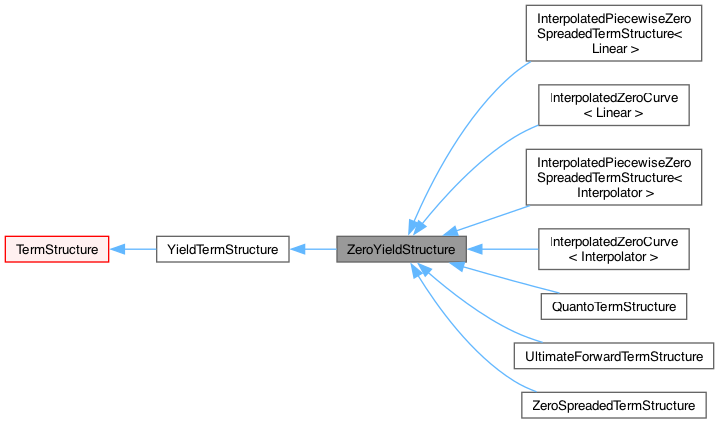 InterpolatedPiecewiseZero
SpreadedTermStructure<
Linear >
InterpolatedZeroCurve
< Linear >
InterpolatedPiecewiseZero
SpreadedTermStructure<
Interpolator >
TermStructure
YieldTermStructure
ZeroYieldStructure
InterpolatedZeroCurve
< Interpolator >
QuantoTermStructure
UltimateForwardTermStructure
ZeroSpreadedTermStructure